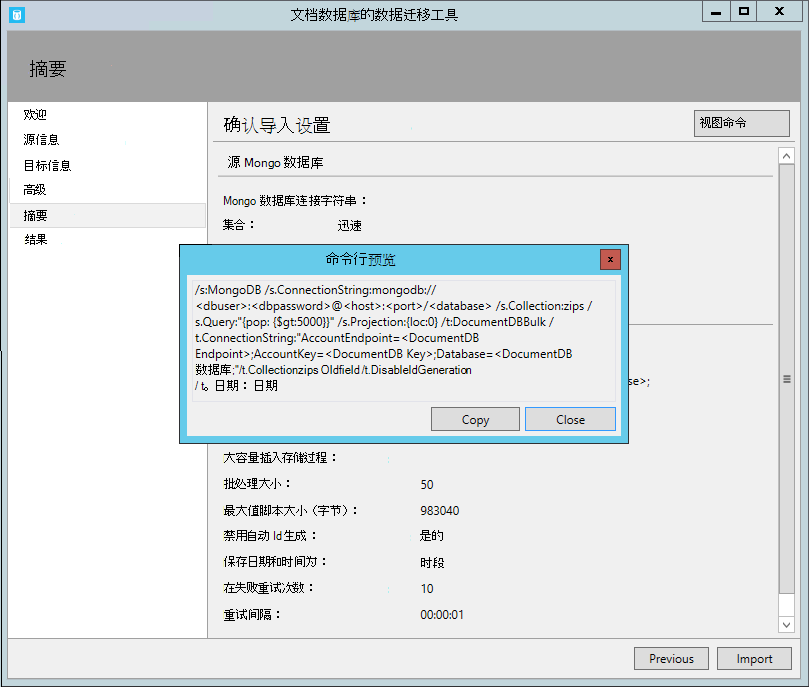 文档数据库的数据迁移工具
摘要
欢迎
源信息
目标信息
高级
摘要
结果
确认导入设置
视图命令
源 Mongo 数据库
Mongo 数据库连接字符串：
集合： 迅速
命令行预览
/s:MongoDB /s.ConnectionString:mongodb://
<dbuser>:<dbpassword>@<host>:<port>/<database> /s.Collection:zips /
s.Query:"{pop: {$gt:5000}}" /s.Projection:{loc:0} /t:DocumentDBBulk /
t.ConnectionString:"AccountEndpoint=<DocumentDB
Endpoint>;AccountKey=<DocumentDB Key>;Database=<DocumentDB
数据库;"/t.Collectionzips Oldfield /t.DisableIdGeneration
/ t。日期：日期
Copy
Close
se>;
大容量插入存储过程：
批处理大小： 50
最大值脚本大小（字节）： 983040
禁用自动 Id 生成： 是的
保存日期和时间为： 时段
在失败重试次数： 10
重试间隔： 00:00:01
Previous
Import